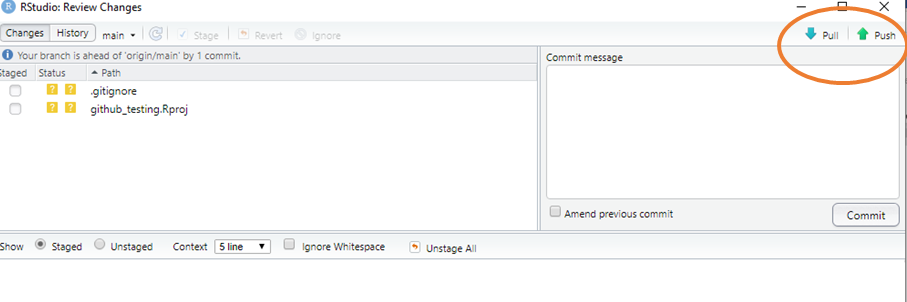 R RStudio: Review Changes
Changes History main Stage Revert Ignore Pull Push
Your branch is ahead of 'origin/main' by 1 commit.
Commit message
Staged Status Path
? ? .gitignore
? ? github_testing.Rproj
Amend previous commit Commit
Show Staged Unstaged Context 5 line Ignore Whitespace Unstage All